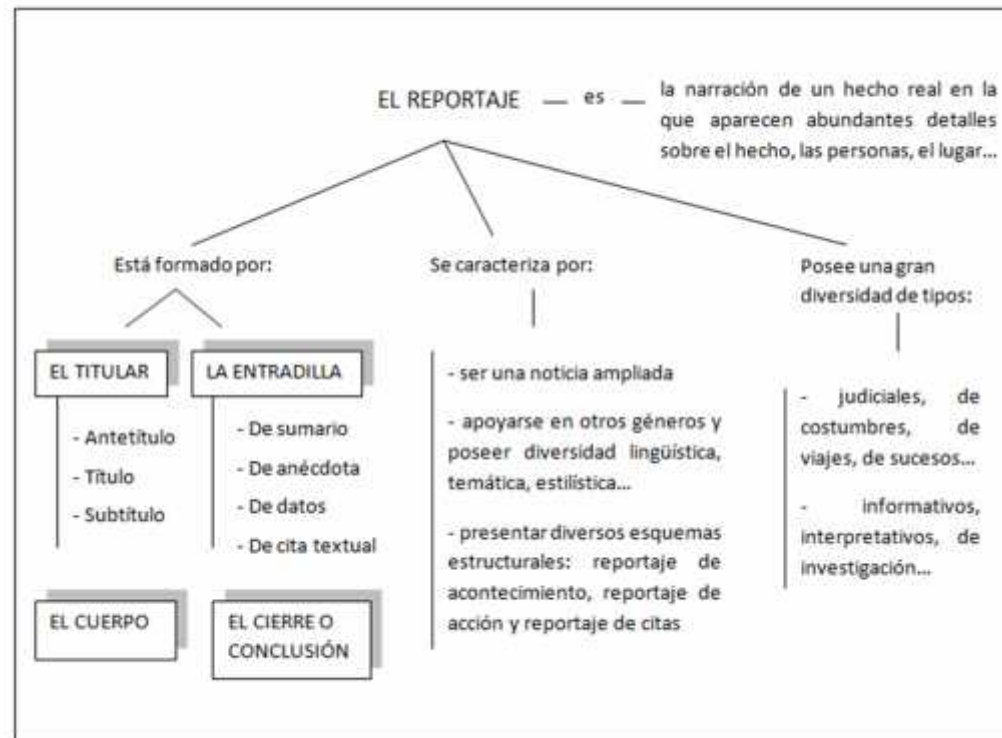 EL REPORTAJE — es — la narración de un hecho real en la
que aparecen abundantes detalles
sobre el hecho, las personas, el lugar...
Está formado por:
EL TITULAR
- Antetítulo
- Título
- Subtítulo
LA ENTRADILLA
- De sumario
- De anécdota
- De datos
- De cita textual
EL CUERPO
EL CIERRE O
CONCLUSIÓN
Se caracteriza por:
- ser una noticia ampliada
- apoyarse en otros géneros y
poseer diversidad lingüística,
temática, estilística...
- presentar diversos esquemas
estructurales: reportaje de
acontecimiento, reportaje de
acción y reportaje de citas
Posee una gran
diversidad de tipos:
- judiciales, de
costumbres, de
viajes, de sucesos...
- informativos,
interpretativos, de
investigación...